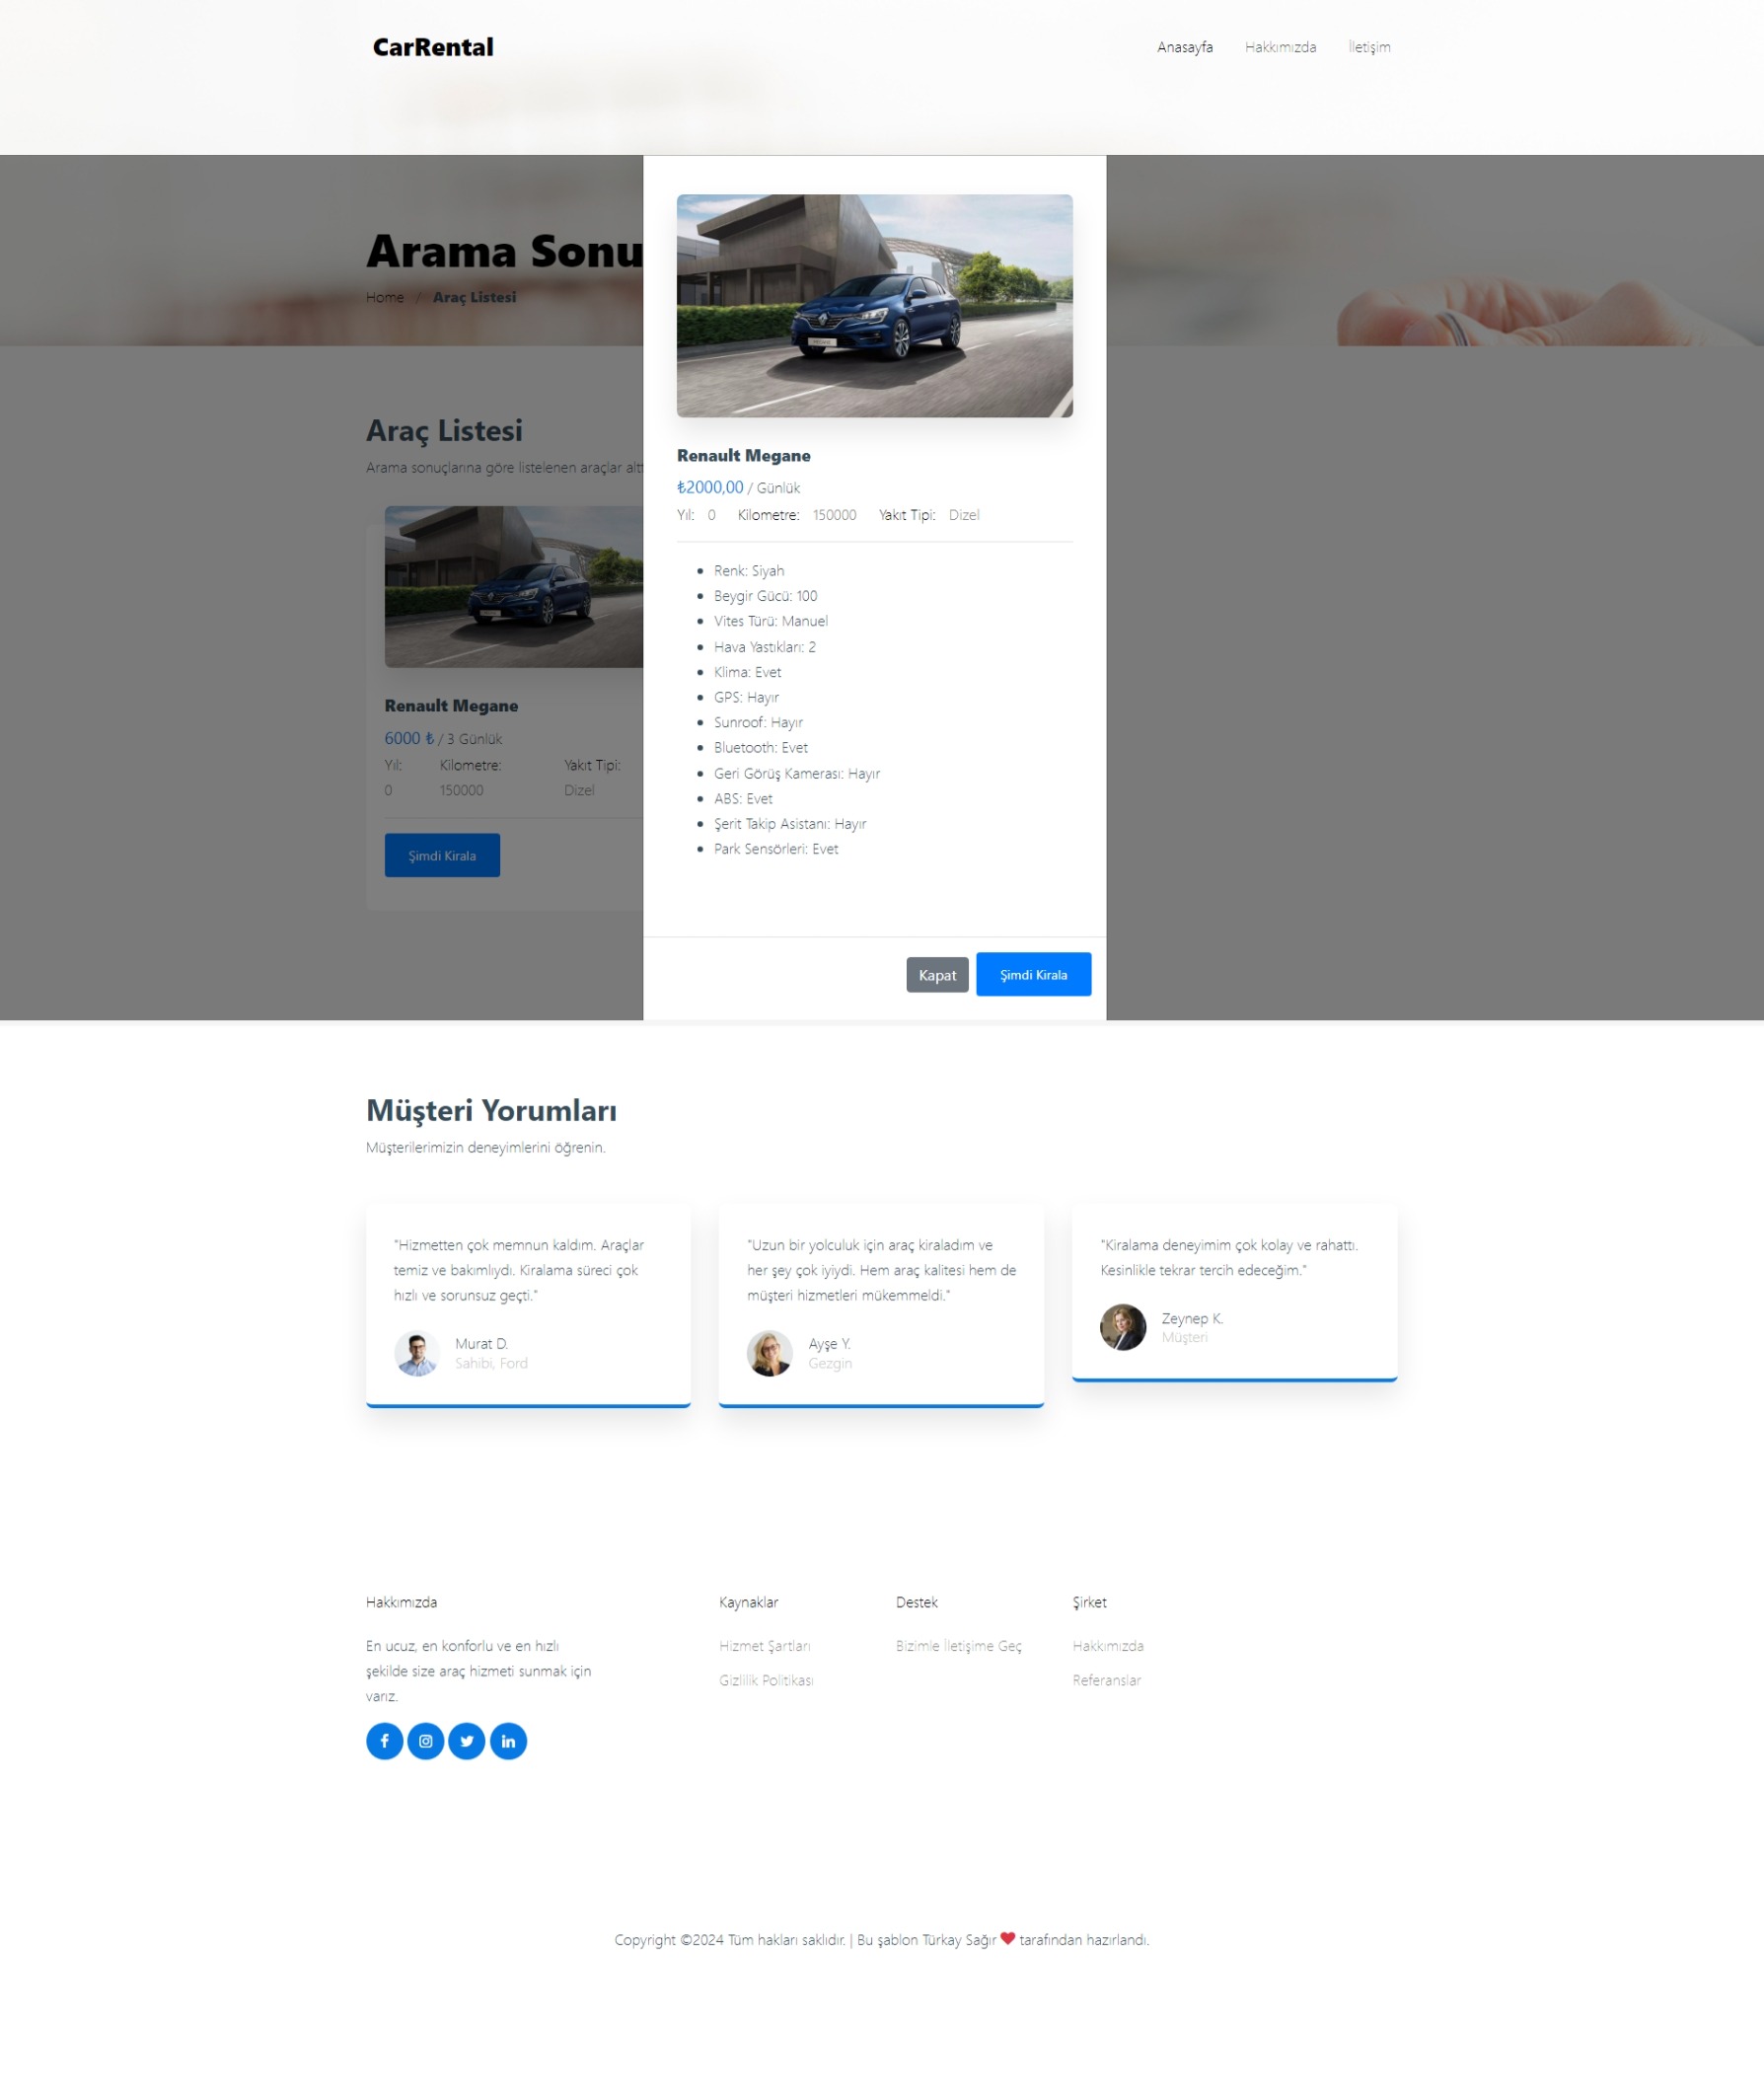 CarRental
Anasayfa
Hakkımızda
İletişim
Arama Sonu
Home / Araç Listesi
Araç Listesi
Arama sonuçlarına göre listelenen araçlar
Renault Megane
6000 ₺ / 3 Günlük
Yıl: Kilometre: Yakıt Tipi:
0 150000 Dizel
Şimdi Kirala
Renault Megane
₺2000,00 / Günlük
Yıl: 0 Kilometre: 150000 Yakıt Tipi: Dizel
Renk: Siyah
Beygir Gücü: 100
Vites Türü: Manuel
Hava Yastıkları: 2
Klima: Evet
GPS: Hayır
Sunroof: Hayır
Bluetooth: Evet
Geri Görüş Kamerası: Hayır
ABS: Evet
Şerit Takip Asistanı: Hayır
Park Sensörleri: Evet
Kapat
Şimdi Kirala
Müşteri Yorumları
Müşterilerimizin deneyimlerini öğrenin.
"Hizmetten çok memnun kaldım. Araçlar
temiz ve bakımlıydı. Kiralama süreci çok
hızlı ve sorunsuz geçti."
Murat D.
Sahibi, Ford
"Uzun bir yolculuk için araç kiraladım ve
her şey çok iyiydi. Hem araç kalitesi hem de
müşteri hizmetleri mükemmeldi."
Ayşe Y.
Gezgin
"Kiralama deneyimim çok kolay ve rahattı.
Kesinlikle tekrar tercih edeceğim."
Zeynep K.
Müşteri
Hakkımızda
En ucuz, en konforlu ve en hızlı
şekilde size araç hizmeti sunmak için
varız.
Kaynaklar
Hizmet Şartları
Gizlilik Politikası
Destek
Bizimle İletişime Geç
Şirket
Hakkımızda
Referanslar
Copyright ©2024 Tüm hakları saklıdır. | Bu şablon Türkay Sağır ❤ tarafından hazırlandı.